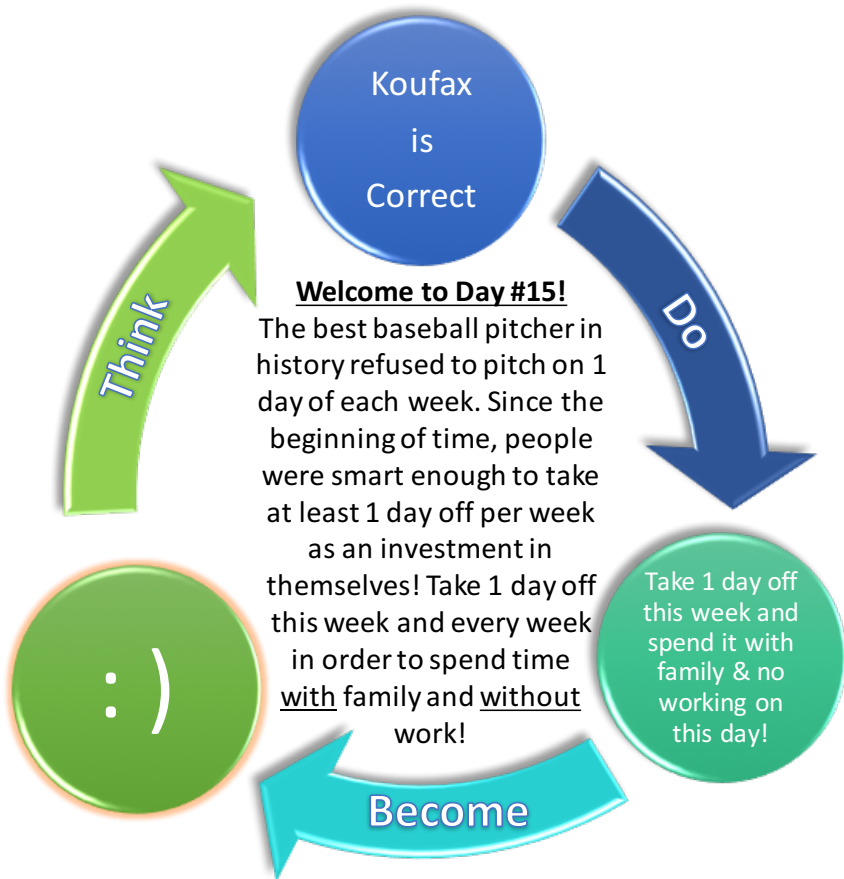 Koufax
is
Correct
Do
Welcome to Day #15!
The best baseball pitcher in
history refused to pitch on 1
day of each week. Since the
beginning of time, people
were smart enough to take
at least 1 day off per week
as an investment in
themselves! Take 1 day off
this week and every week
in order to spend time
with family and without
work!
Take 1 day off
this week and
spend it with
family & no
working on
this day!
Become
: )
Think